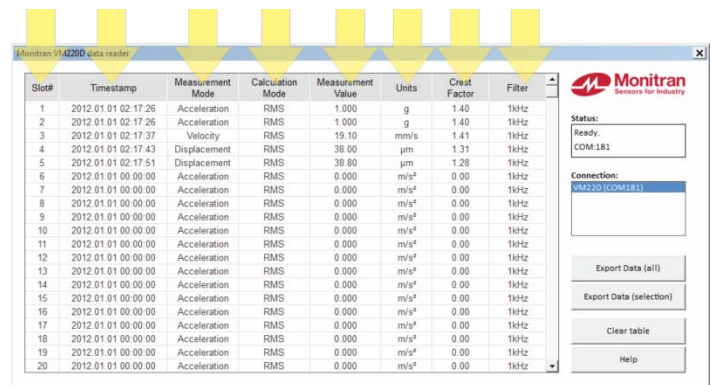 Monitran VM220D data reader
x
Slot# Timestamp Measurement Mode Calculation Mode Measurement Value Units Crest Factor Filter
1 2012.01.01 02:17:26 Acceleration RMS 1.000 g 1.40 1kHz
2 2012.01.01 02:17:26 Acceleration RMS 1.000 g 1.40 1kHz
3 2012.01.01 02:17:37 Velocity RMS 19.10 mm/s 1.41 1kHz
4 2012.01.01 02:17:43 Displacement RMS 38.00 µm 1.31 1kHz
5 2012.01.01 02:17:51 Displacement RMS 38.80 µm 1.28 1kHz
6 2012.01.01 00:00:00 Acceleration RMS 0.000 m/s² 0.00 1kHz
7 2012.01.01 00:00:00 Acceleration RMS 0.000 m/s² 0.00 1kHz
8 2012.01.01 00:00:00 Acceleration RMS 0.000 m/s² 0.00 1kHz
9 2012.01.01 00:00:00 Acceleration RMS 0.000 m/s² 0.00 1kHz
10 2012.01.01 00:00:00 Acceleration RMS 0.000 m/s² 0.00 1kHz
11 2012.01.01 00:00:00 Acceleration RMS 0.000 m/s² 0.00 1kHz
12 2012.01.01 00:00:00 Acceleration RMS 0.000 m/s² 0.00 1kHz
13 2012.01.01 00:00:00 Acceleration RMS 0.000 m/s² 0.00 1kHz
14 2012.01.01 00:00:00 Acceleration RMS 0.000 m/s² 0.00 1kHz
15 2012.01.01 00:00:00 Acceleration RMS 0.000 m/s² 0.00 1kHz
16 2012.01.01 00:00:00 Acceleration RMS 0.000 m/s² 0.00 1kHz
17 2012.01.01 00:00:00 Acceleration RMS 0.000 m/s² 0.00 1kHz
18 2012.01.01 00:00:00 Acceleration RMS 0.000 m/s² 0.00 1kHz
19 2012.01.01 00:00:00 Acceleration RMS 0.000 m/s² 0.00 1kHz
20 2012.01.01 00:00:00 Acceleration RMS 0.000 m/s² 0.00 1kHz
Monitran
Sensors for Industry
Status:
Ready.
COM:181
Connection:
VM220 (COM181)
Export Data (all)
Export Data (selection)
Clear table
Help